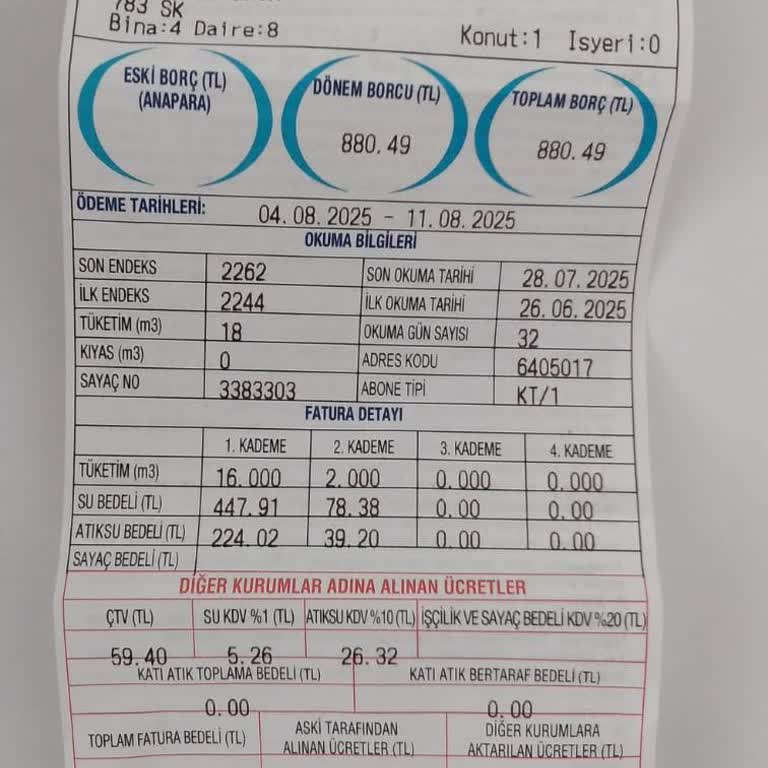 783 SK
Bina:4 Daire:8 Konut:1 Isyeri:0
ESKİ BORÇ (TL)
(ANAPARA)
DÖNEM BORCU (TL)
880.49
TOPLAM BORÇ (TL)
880.49
ÖDEME TARİHLERİ: 04.08.2025 - 11.08.2025
OKUMA BİLGİLERİ
SON ENDEKS 2262 SON OKUMA TARİHİ 28.07.2025
İLK ENDEKS 2244 İLK OKUMA TARİHİ 26.06.2025
TÜKETİM (m3) 18 OKUMA GÜN SAYISI 32
KIYAS (m3) 0 ADRES KODU 6405017
SAYAÇ NO 3383303 ABONE TİPİ KT/1
FATURA DETAYI
1. KADEME 2. KADEME 3. KADEME 4. KADEME
TÜKETİM (m3) 16.000 2.000 0.000 0.000
SU BEDELİ (TL) 447.91 78.38 0.00 0.00
ATIKSU BEDELİ (TL) 224.02 39.20 0.00 0.00
SAYAÇ BEDELİ (TL)
DİĞER KURUMLAR ADINA ALINAN ÜCRETLER
ÇTV (TL) SU KDV %1 (TL) ATIKSU KDV %10 (TL) İŞÇİLİK VE SAYAÇ BEDELİ KDV %20 (TL)
59.40 5.26 26.32
KATI ATIK TOPLAMA BEDELİ (TL) KATI ATIK BERTARAF BEDELİ (TL)
0.00 0.00
TOPLAM FATURA BEDELİ (TL)
ASKİ TARAFINDAN
ALINAN ÜCRETLER (TL)
DİĞER KURUMLARA
AKTARILAN ÜCRETLER (TL)